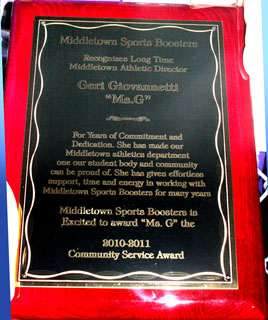 Middletown Sports Boosters
Recognizes Long Time
Middletown Athletic Director
Geri Giovannetti
"Ms.G"
For Years of Commitment and
Dedication. She has made our
Middletown athletics department
one our student body and community
can be proud of. She has given effortless
support, time and energy in working with
Middletown Sports Boosters for many years
Middletown Sports Boosters is
Excited to award "Ms. G" the
2010-2011
Community Service Award